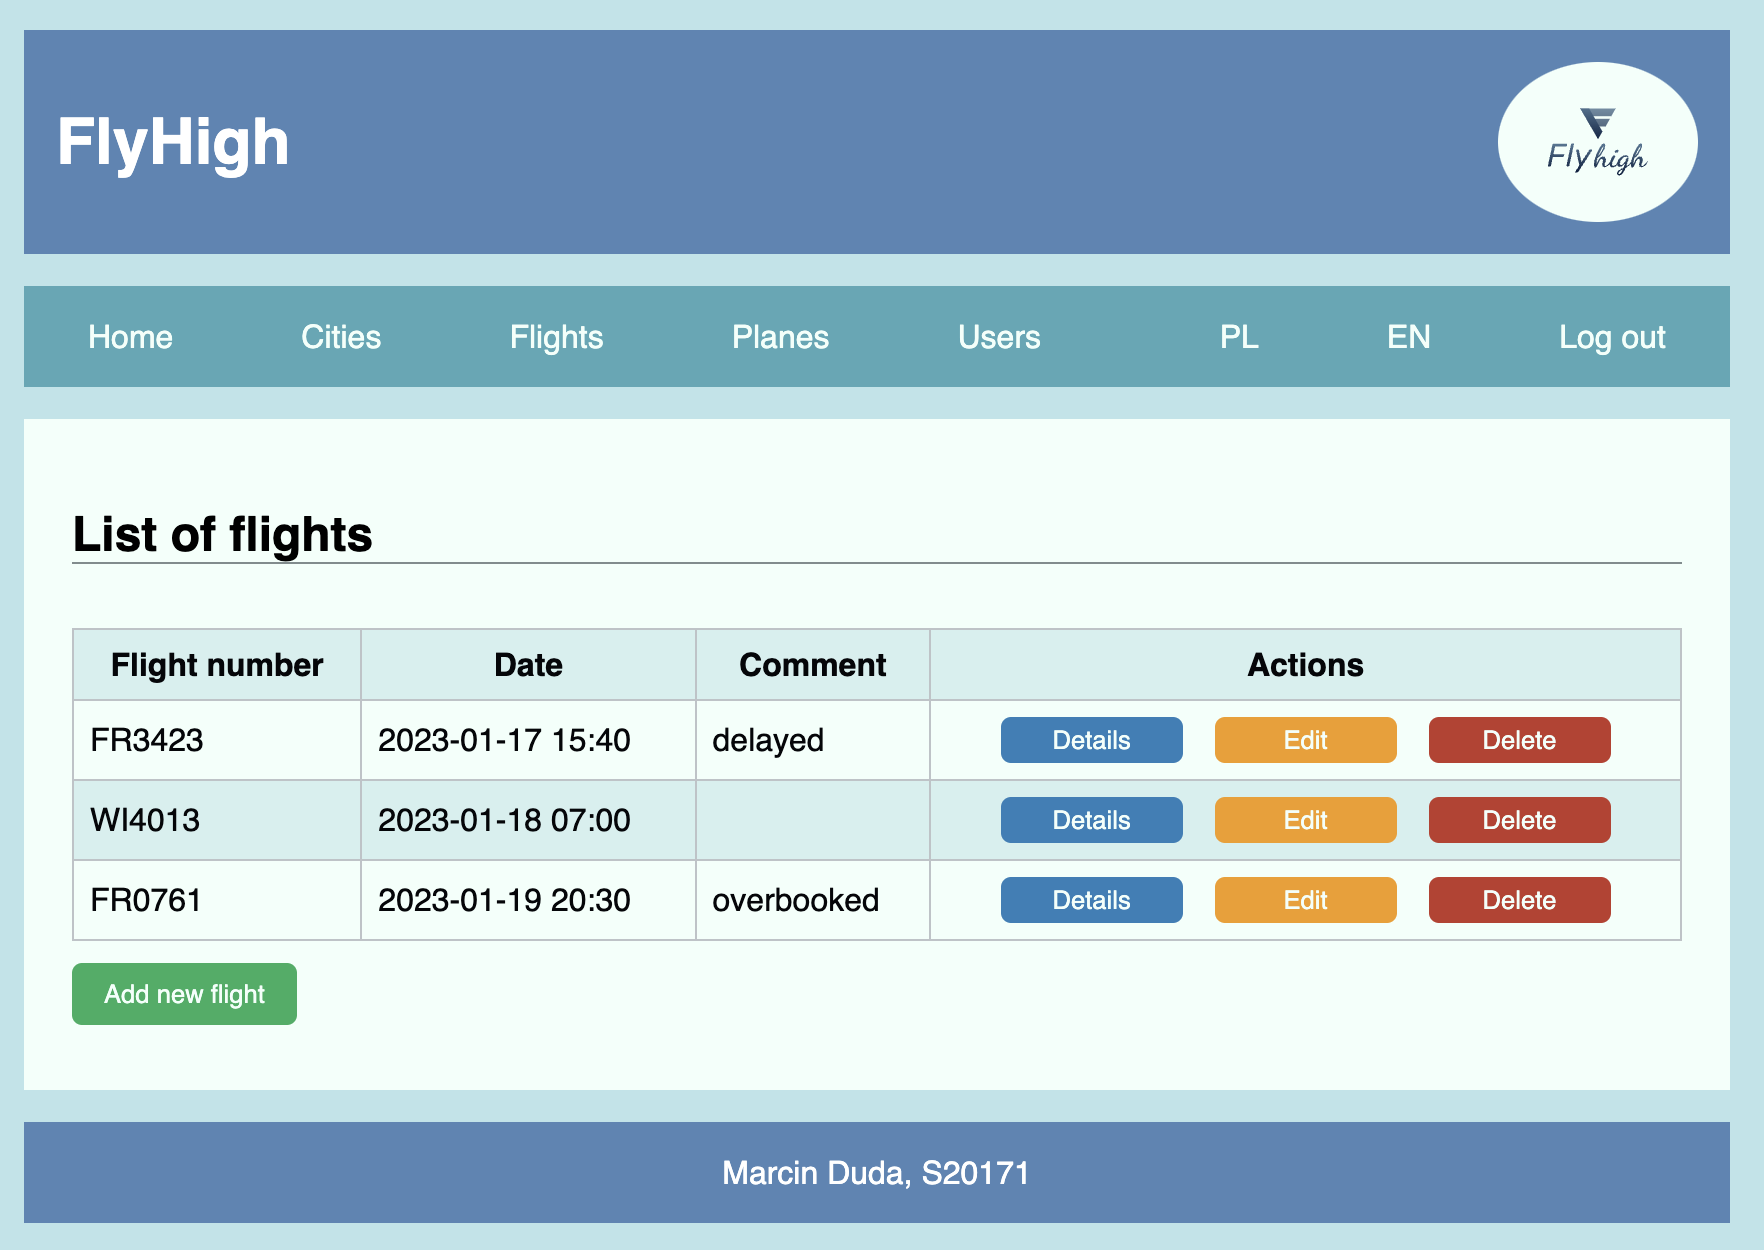 FlyHigh
Fly high
Home Cities Flights Planes Users PL EN Log out
List of flights
Flight number Date Comment Actions
FR3423 2023-01-17 15:40 delayed Details Edit Delete
WI4013 2023-01-18 07:00 Details Edit Delete
FR0761 2023-01-19 20:30 overbooked Details Edit Delete
Add new flight
Marcin Duda, S20171